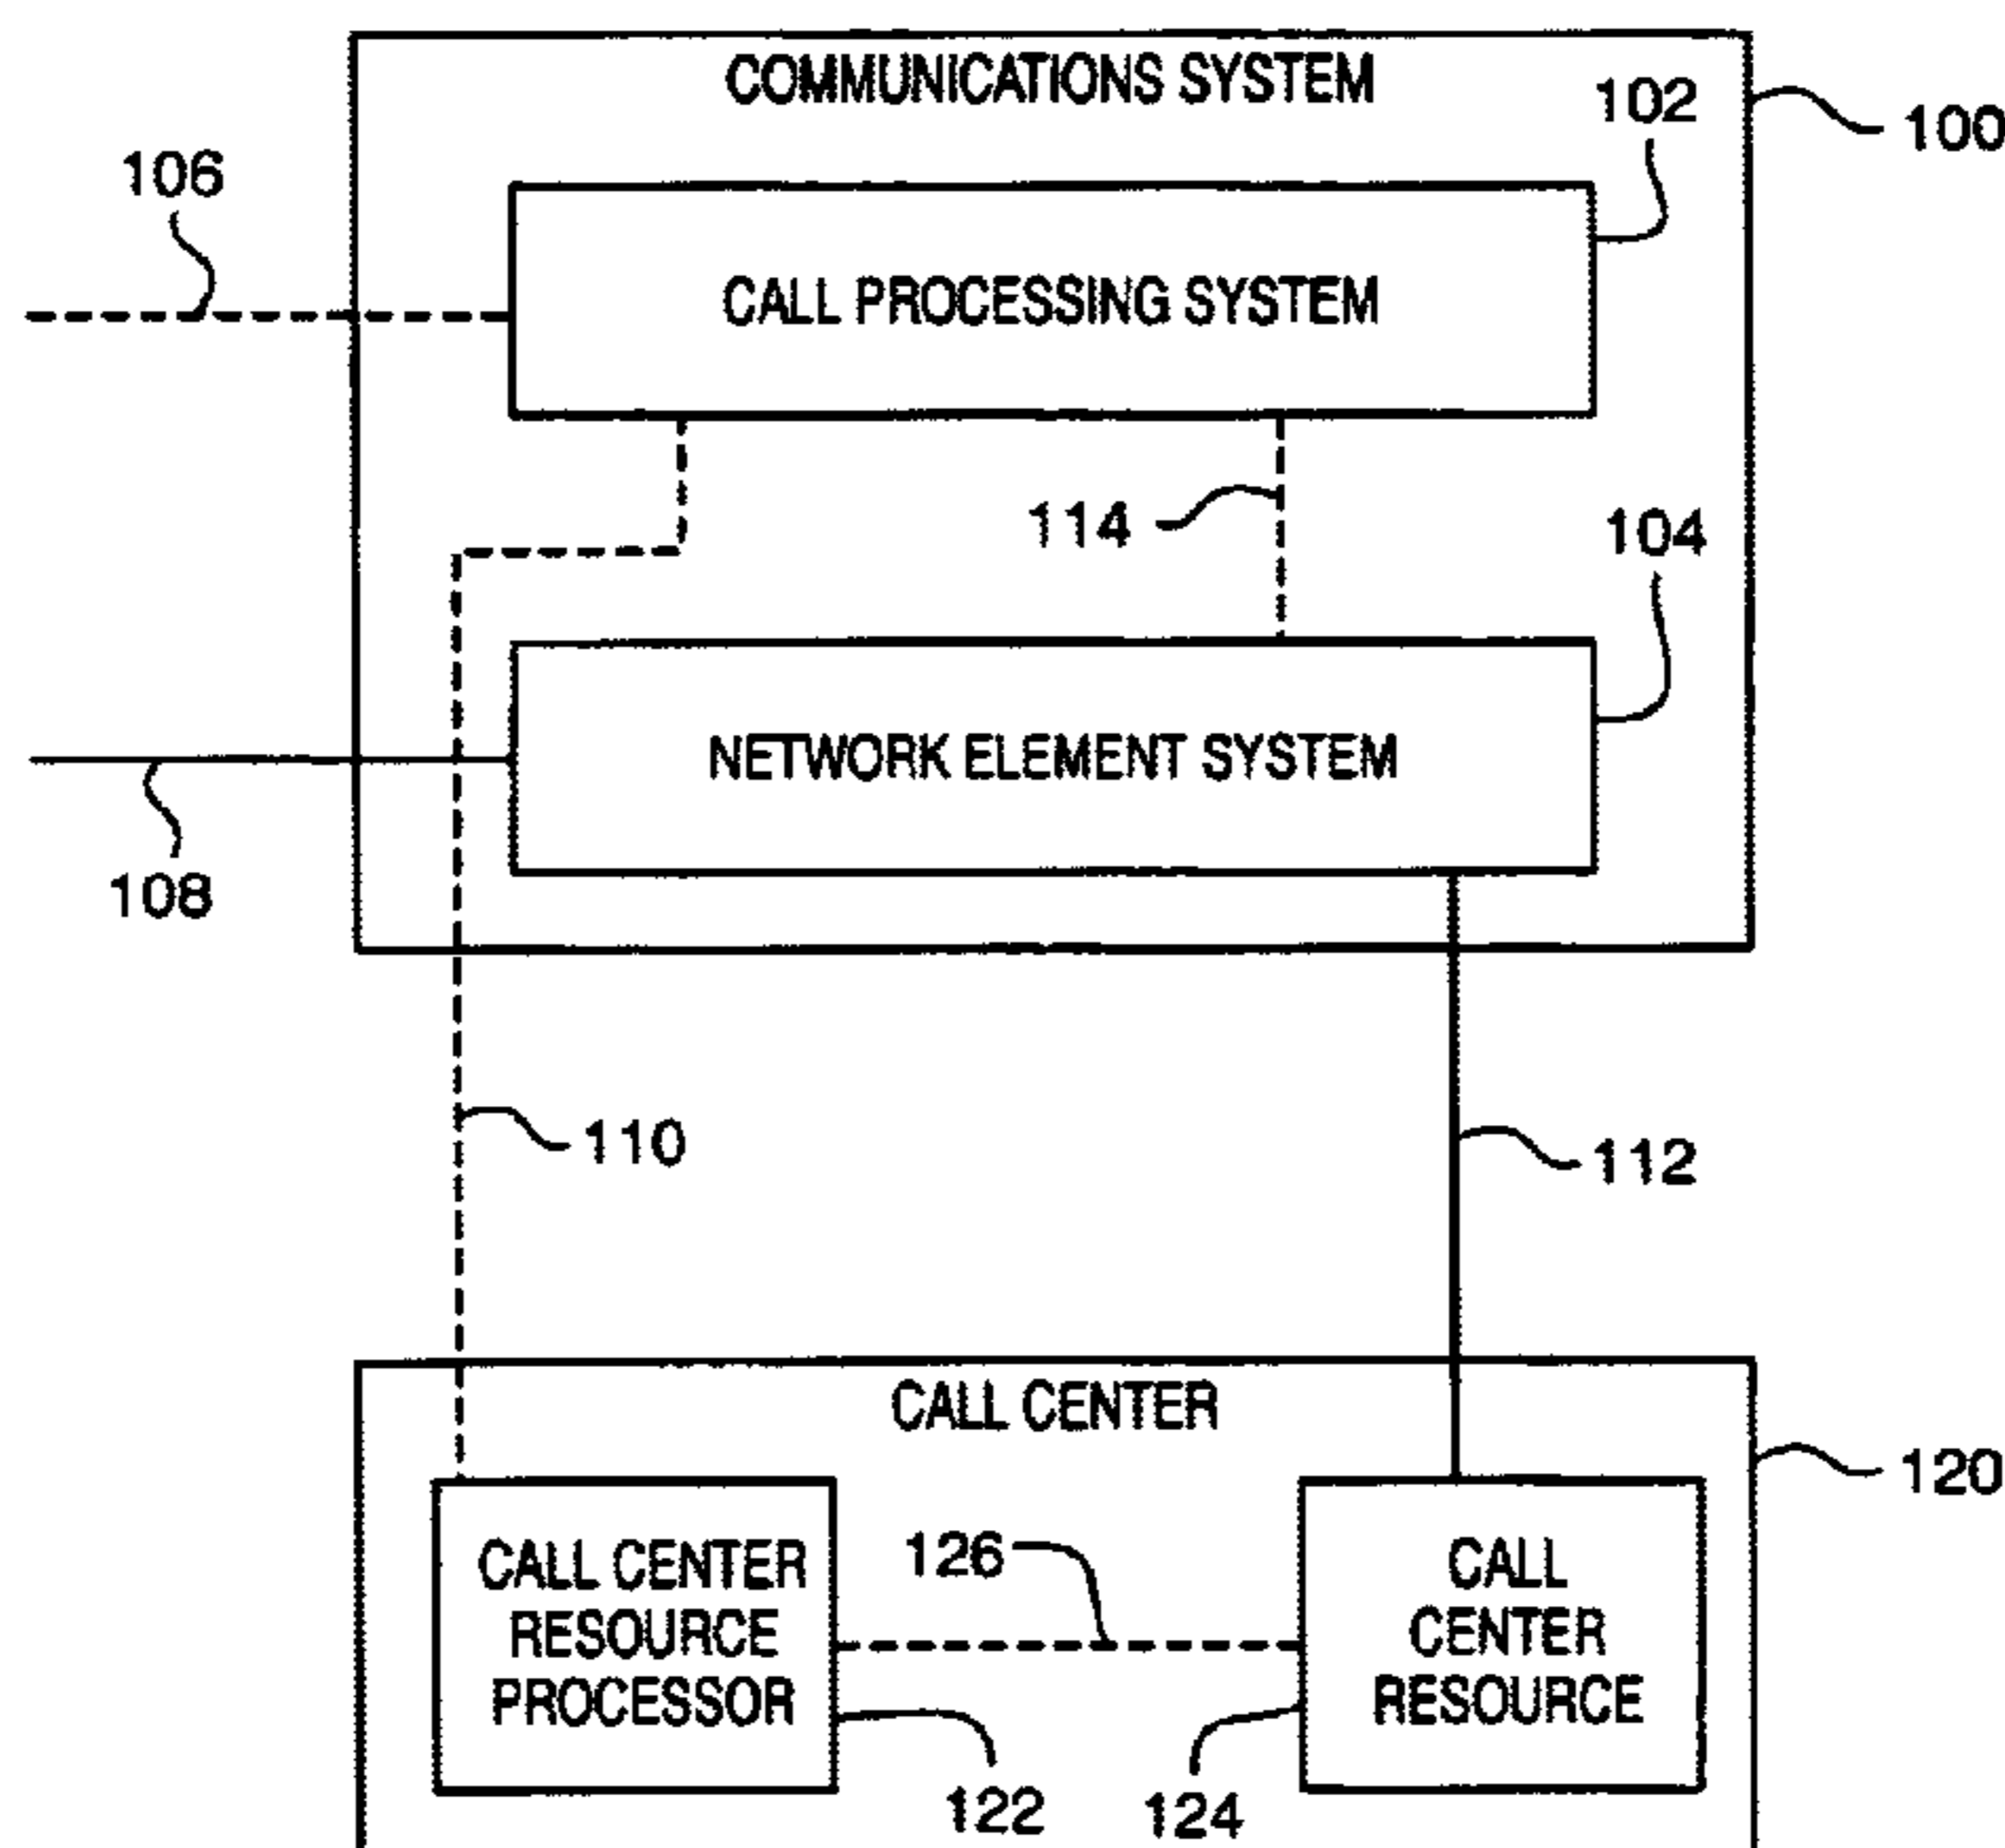 COMMUNICATIONS SYSTEM
102
100
106
CALL PROCESSING SYSTEM
114
104
NETWORK ELEMENT SYSTEM
108
110
112
CALL CENTER
120
CALL CENTER
RESOURCE
PROCESSOR
126
CALL
CENTER
RESOURCE
122
124